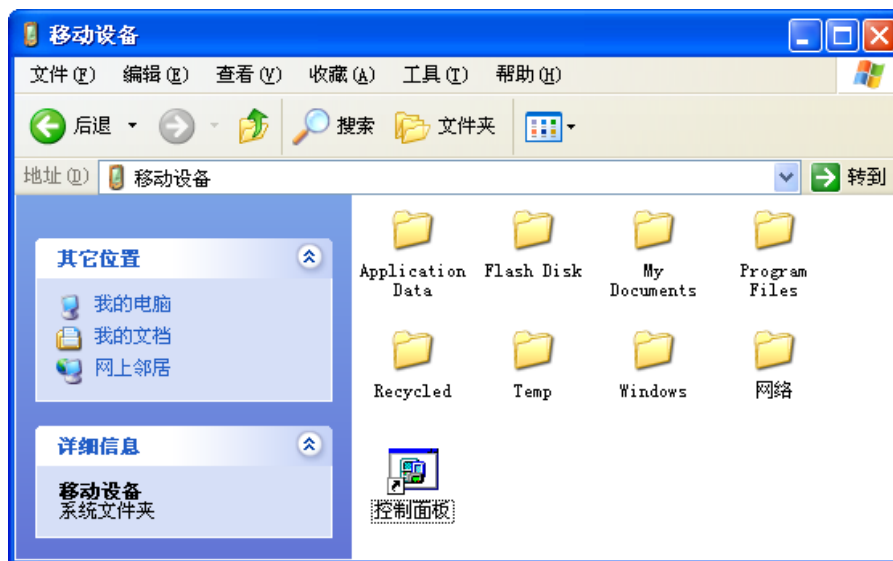 移动设备
文件(F) 编辑(E) 查看(V) 收藏(A) 工具(T) 帮助(H)
后退 搜索 文件夹
地址(D) 移动设备 转到
其它位置
我的电脑
我的文档
网上邻居
详细信息
移动设备
系统文件夹
Application Data
Flash Disk
My Documents
Program Files
Recycled
Temp
Windows
网络
控制面板